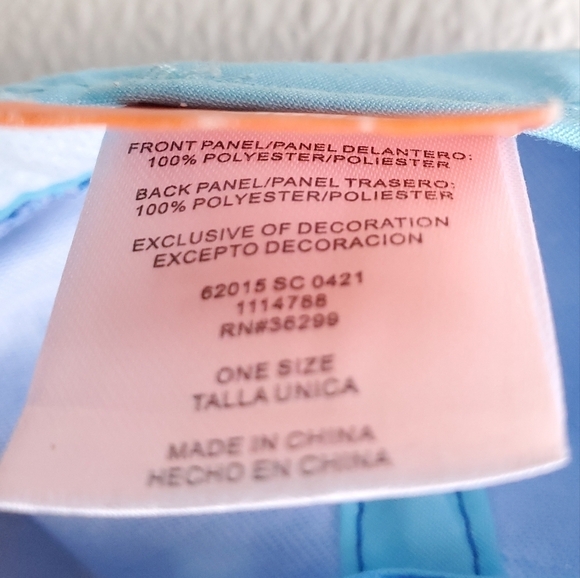 FRONT PANEL/PANEL DELANTERO:
100% POLYESTER/POLIESTER
BACK PANEL/PANEL TRASERO:
100% POLYESTER/POLIESTER
EXCLUSIVE OF DECORATION
EXCEPTO DECORACION
62015 SC 0421
1114788
RN#36299
ONE SIZE
TALLA UNICA
MADE IN CHINA
HECHO EN CHINA